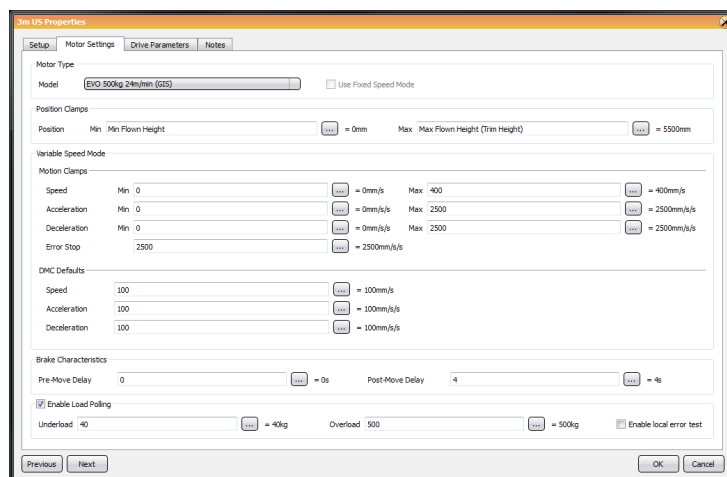 3m US Properties
Setup Motor Settings Drive Parameters Notes
Motor Type
Model EVO 500kg 24m/min (GIS) Use Fixed Speed Mode
Position Clamps
Position Min Min Flown Height ... = 0mm Max Max Flown Height (Trim Height) ... = 5500mm
Variable Speed Mode
Motion Clamps
Speed Min 0 ... = 0mm/s Max 400 ... = 400mm/s
Acceleration Min 0 ... = 0mm/s/s Max 2500 ... = 2500mm/s/s
Deceleration Min 0 ... = 0mm/s/s Max 2500 ... = 2500mm/s/s
Error Stop 2500 ... = 2500mm/s/s
DMC Defaults
Speed 100 ... = 100mm/s
Acceleration 100 ... = 100mm/s/s
Deceleration 100 ... = 100mm/s/s
Brake Characteristics
Pre-Move Delay 0 ... = 0s Post-Move Delay 4 ... = 4s
Enable Load Polling
Underload 40 ... = 40kg Overload 500 ... = 500kg Enable local error test
Previous Next OK Cancel